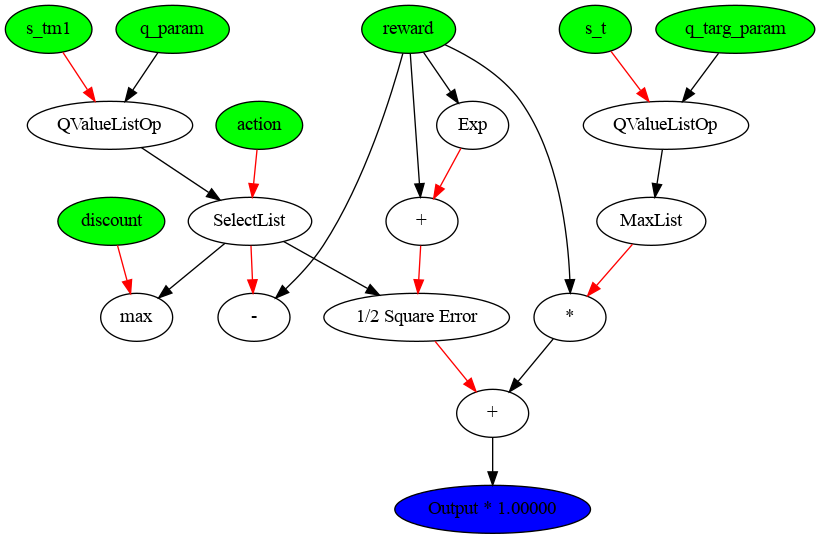 s_tm1
q_param
reward
s_t
q_targ_param
QValueListOp
action
Exp
QValueListOp
discount
SelectList
+
MaxList
max
-
1/2 Square Error
*
+
Output * 1.00000